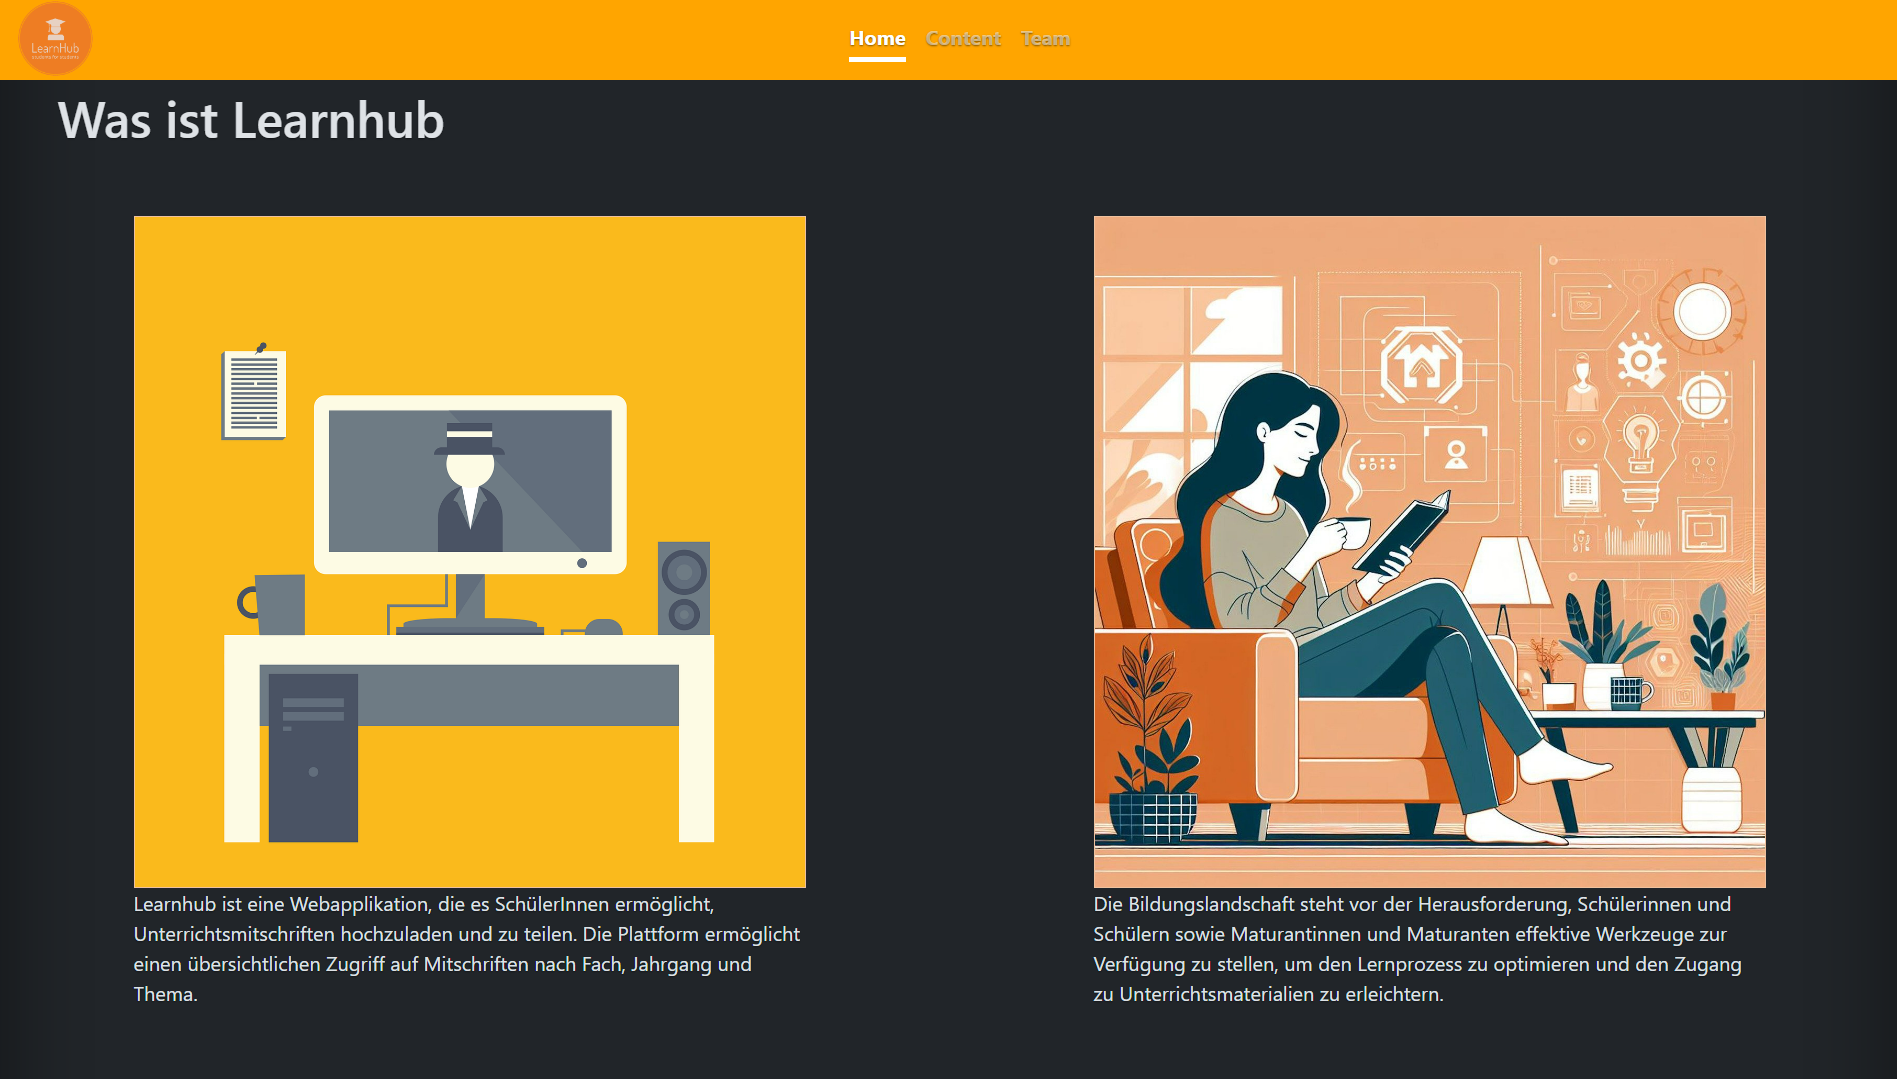 LearnHub
Home Content Team
Was ist Learnhub
Learnhub ist eine Webapplikation, die es SchülerInnen ermöglicht,
Unterrichtsmitschriften hochzuladen und zu teilen. Die Plattform ermöglicht
einen übersichtlichen Zugriff auf Mitschriften nach Fach, Jahrgang und
Thema.
Die Bildungslandschaft steht vor der Herausforderung, Schülerinnen und
Schülern sowie Maturantinnen und Maturanten effektive Werkzeuge zur
Verfügung zu stellen, um den Lernprozess zu optimieren und den Zugang
zu Unterrichtsmaterialien zu erleichtern.